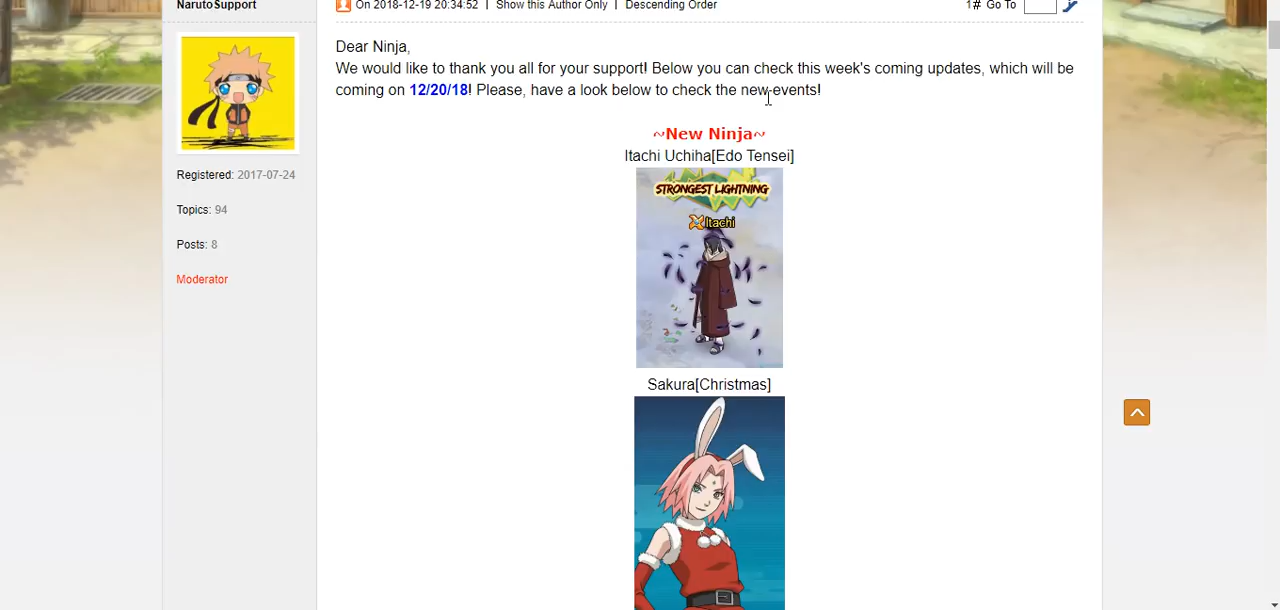 NarutoSupport
On 2018-12-19 20:34:52 | Show this Author Only | Descending Order
1# Go To
Dear Ninja,
We would like to thank you all for your support! Below you can check this week's coming updates, which will be
coming on 12/20/18! Please, have a look below to check the new events!
~New Ninja~
Itachi Uchiha[Edo Tensei]
STRONGEST LIGHTNING
Itachi
Sakura[Christmas]
Registered: 2017-07-24
Topics: 94
Posts: 8
Moderator